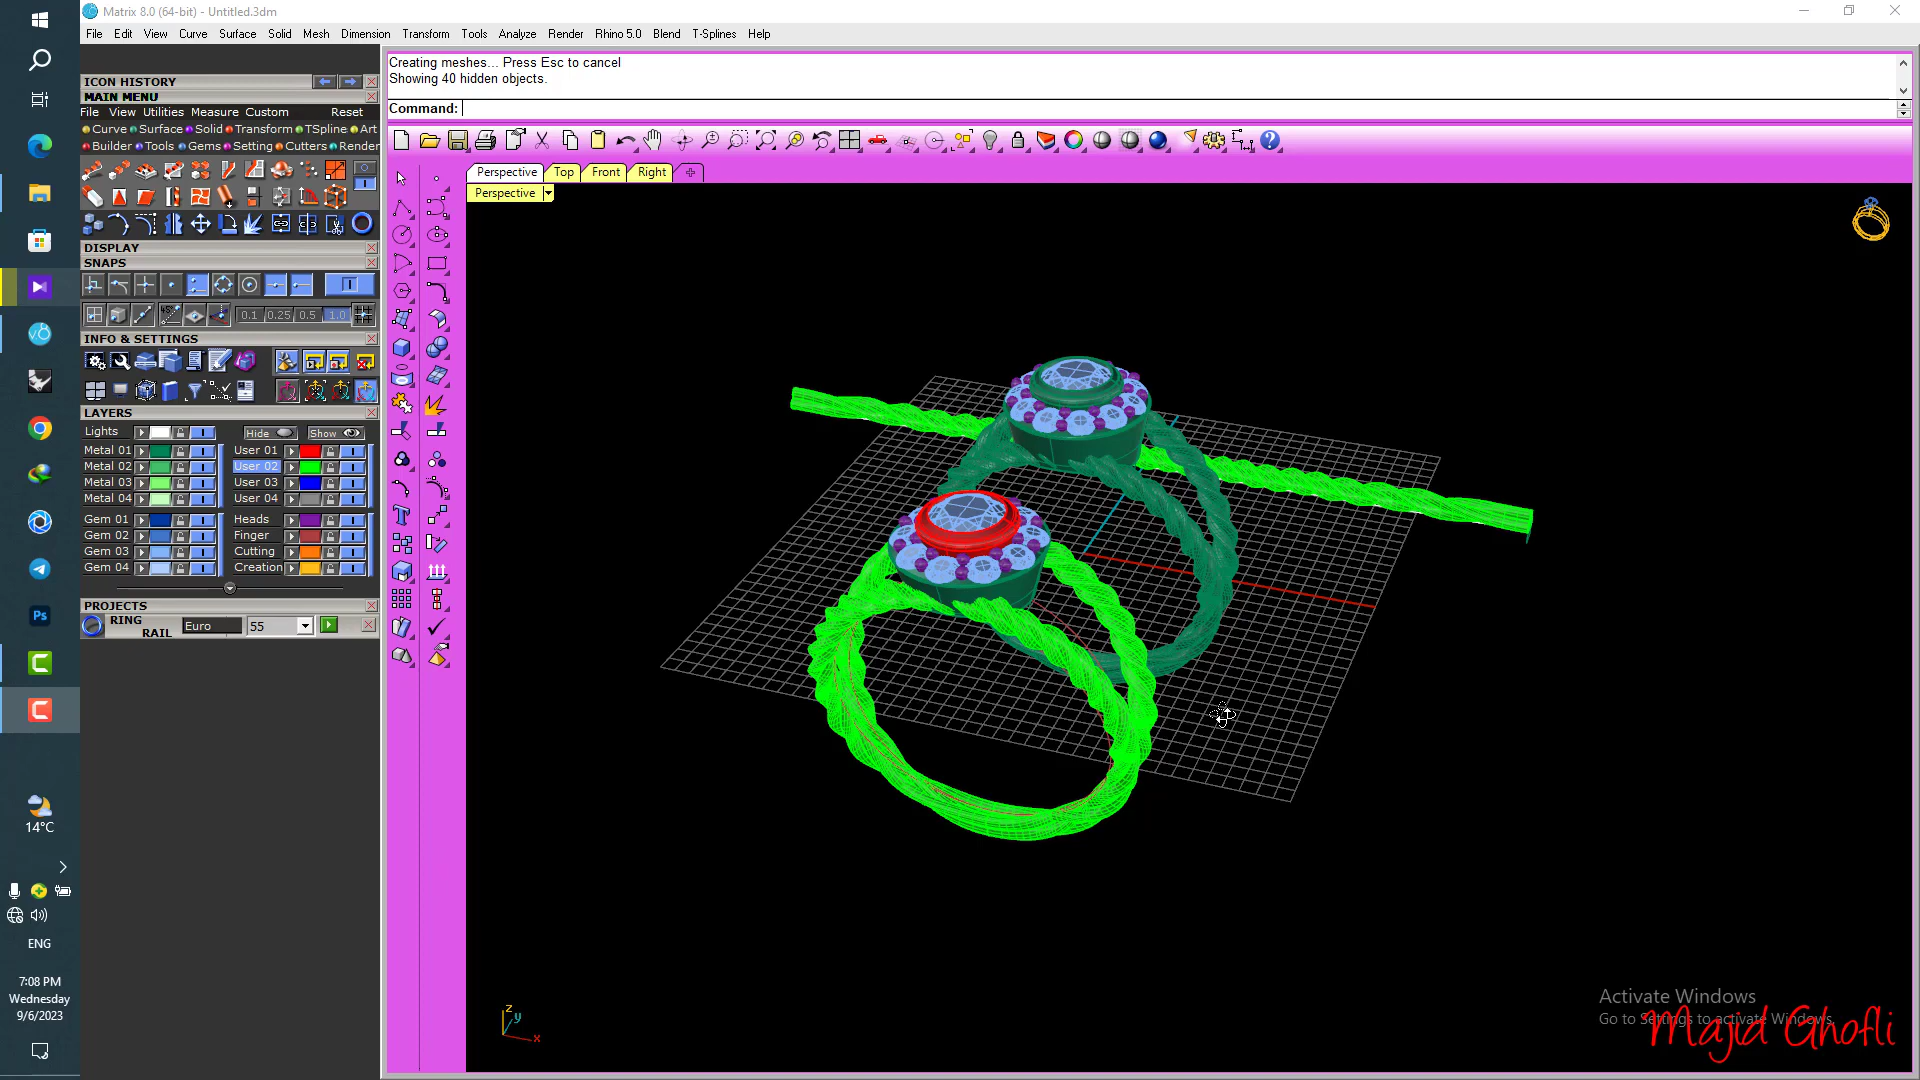 Matrix 8.0 (64-bit) - Untitled.3dm
File Edit View Curve Surface Solid Mesh Dimension Transform Tools Analyze Render Rhino 5.0 Blend T-Splines Help
Creating meshes... Press Esc to cancel
Showing 40 hidden objects.
Command:
ICON HISTORY
MAIN MENU
File View Utilities Measure Custom Reset
Curve Surface Solid Transform TSpline Art
Builder Tools Gems Setting Cutters Render
DISPLAY
SNAPS
0.1 0.25 0.5 1.0
INFO & SETTINGS
LAYERS
Lights Hide Show
Metal 01 User 01
Metal 02 User 02
Metal 03 User 03
Metal 04 User 04
Gem 01 Heads
Gem 02 Finger
Gem 03 Cutting
Gem 04 Creation
PROJECTS
RING RAIL Euro 55
Perspective Top Front Right
Perspective
z
y
x
14°C
ENG
7:08 PM
Wednesday
9/6/2023
Ps
Activate Windows
Go to Settings to activate Windows.
Majid Ghofli